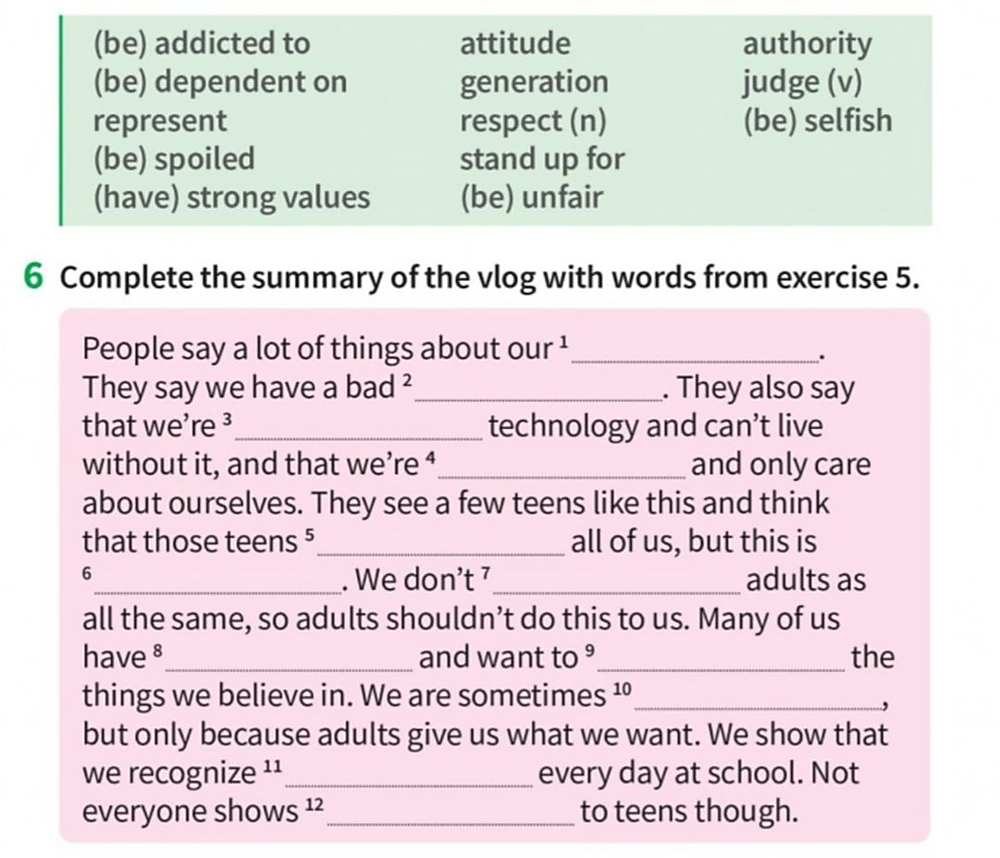 (be) addicted to attitude authority
(be) dependent on generation judge (v)
represent respect (n) (be) selfish
(be) spoiled stand up for
(have) strong values (be) unfair
6 Complete the summary of the vlog with words from exercise 5.
People say a lot of things about our 1 .
They say we have a bad 2 . They also say
that we're 3 technology and can't live
without it, and that we're 4 and only care
about ourselves. They see a few teens like this and think
that those teens 5 all of us, but this is
6 . We don't 7 adults as
all the same, so adults shouldn't do this to us. Many of us
have 8 and want to 9 the
things we believe in. We are sometimes 10 ,
but only because adults give us what we want. We show that
we recognize 11 every day at school. Not
everyone shows 12 to teens though.